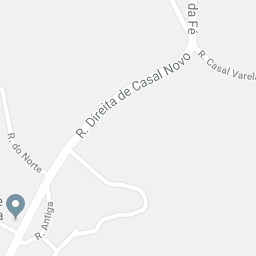 da Fé
R. Casal Varela
R. Direita de Casal Novo
R. do Norte
R. Antiga